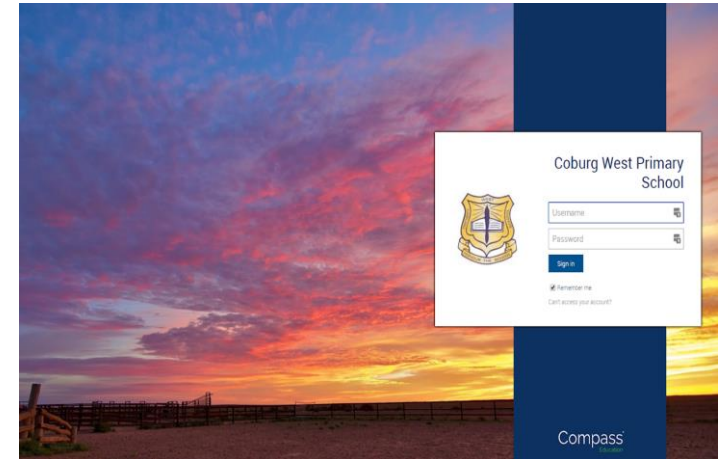 Coburg West Primary
School
Username
Password
Sign in
Remember me
Can't access your account?
Compass
Education